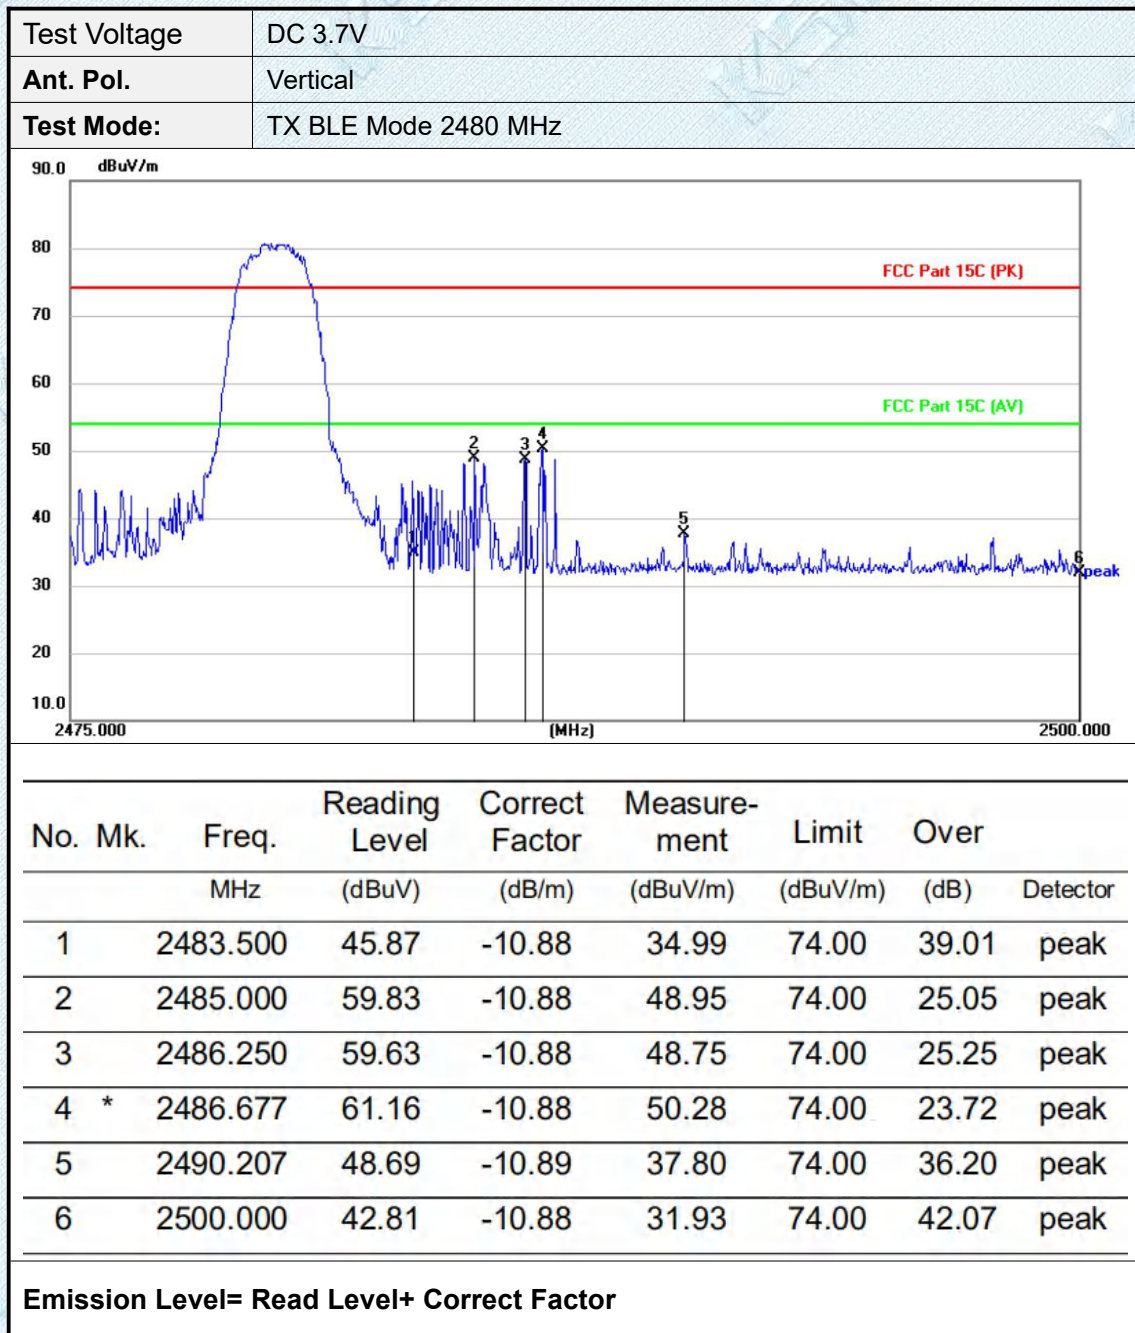 Test Voltage DC 3.7V
Ant. Pol. Vertical
Test Mode: TX BLE Mode 2480 MHz
90.0 dBuV/m
80
FCC Part 15C (PK)
70
60
FCC Part 15C (AV)
50
2 3 4
40
5
6
peak
30
20
10.0
2475.000 (MHz) 2500.000
No. Mk. Freq. Reading Level Correct Factor Measure-ment Limit Over
MHz (dBuV) (dB/m) (dBuV/m) (dBuV/m) (dB) Detector
1 2483.500 45.87 -10.88 34.99 74.00 39.01 peak
2 2485.000 59.83 -10.88 48.95 74.00 25.05 peak
3 2486.250 59.63 -10.88 48.75 74.00 25.25 peak
4 * 2486.677 61.16 -10.88 50.28 74.00 23.72 peak
5 2490.207 48.69 -10.89 37.80 74.00 36.20 peak
6 2500.000 42.81 -10.88 31.93 74.00 42.07 peak
Emission Level= Read Level+ Correct Factor